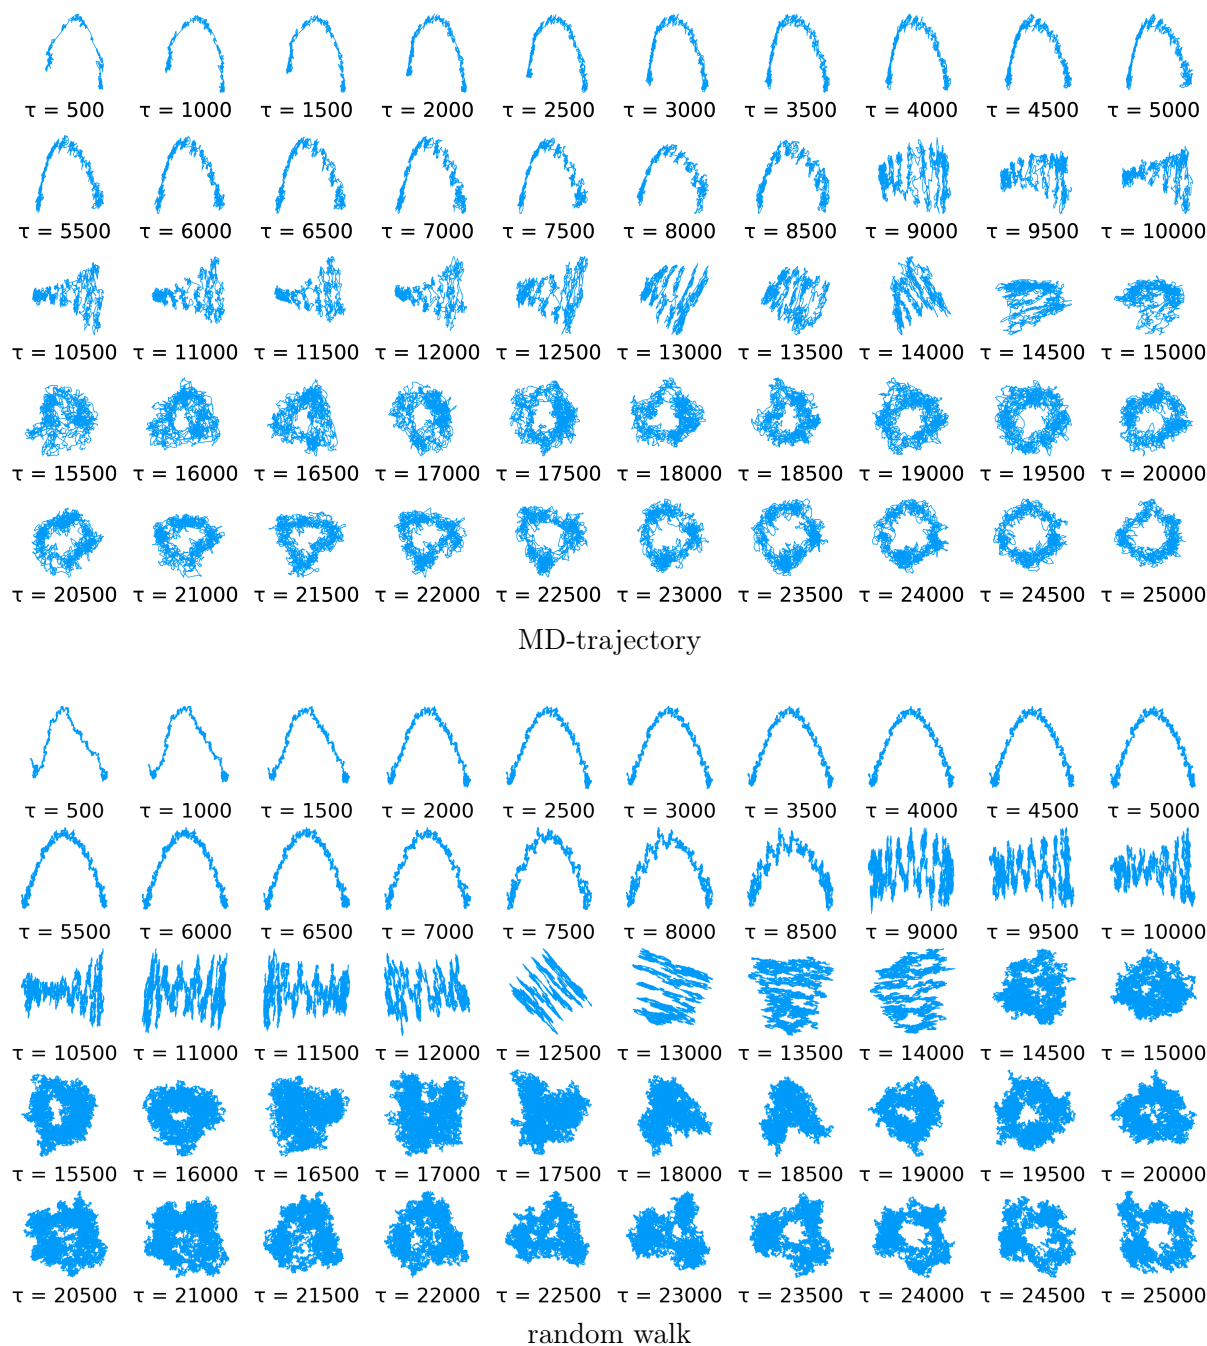 τ = 500 τ = 1000 τ = 1500 τ = 2000 τ = 2500 τ = 3000 τ = 3500 τ = 4000 τ = 4500 τ = 5000
τ = 5500 τ = 6000 τ = 6500 τ = 7000 τ = 7500 τ = 8000 τ = 8500 τ = 9000 τ = 9500 τ = 10000
τ = 10500 τ = 11000 τ = 11500 τ = 12000 τ = 12500 τ = 13000 τ = 13500 τ = 14000 τ = 14500 τ = 15000
τ = 15500 τ = 16000 τ = 16500 τ = 17000 τ = 17500 τ = 18000 τ = 18500 τ = 19000 τ = 19500 τ = 20000
τ = 20500 τ = 21000 τ = 21500 τ = 22000 τ = 22500 τ = 23000 τ = 23500 τ = 24000 τ = 24500 τ = 25000
MD-trajectory
τ = 500 τ = 1000 τ = 1500 τ = 2000 τ = 2500 τ = 3000 τ = 3500 τ = 4000 τ = 4500 τ = 5000
τ = 5500 τ = 6000 τ = 6500 τ = 7000 τ = 7500 τ = 8000 τ = 8500 τ = 9000 τ = 9500 τ = 10000
τ = 10500 τ = 11000 τ = 11500 τ = 12000 τ = 12500 τ = 13000 τ = 13500 τ = 14000 τ = 14500 τ = 15000
τ = 15500 τ = 16000 τ = 16500 τ = 17000 τ = 17500 τ = 18000 τ = 18500 τ = 19000 τ = 19500 τ = 20000
τ = 20500 τ = 21000 τ = 21500 τ = 22000 τ = 22500 τ = 23000 τ = 23500 τ = 24000 τ = 24500 τ = 25000
random walk